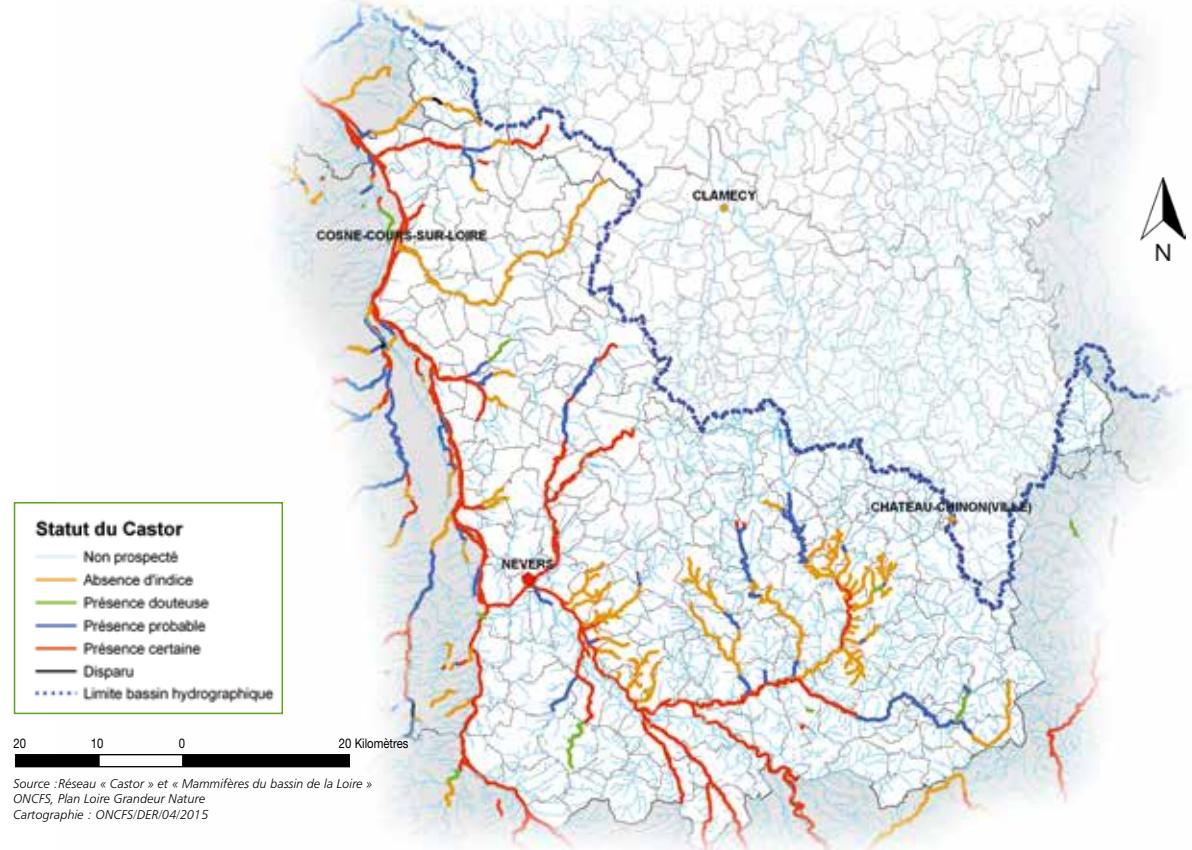 CLAMECY
COSNE-COURS-SUR-LOIRE
N
CHATEAU-CHINON(VILLE)
NEVERS
Statut du Castor
Non prospecté
Absence d'indice
Présence douteuse
Présence probable
Présence certaine
Disparu
Limite bassin hydrographique
20 10 0 20 Kilomètres
Source : Réseau « Castor » et « Mammifères du bassin de la Loire »
ONCFS, Plan Loire Grandeur Nature
Cartographie : ONCFS/DER/04/2015